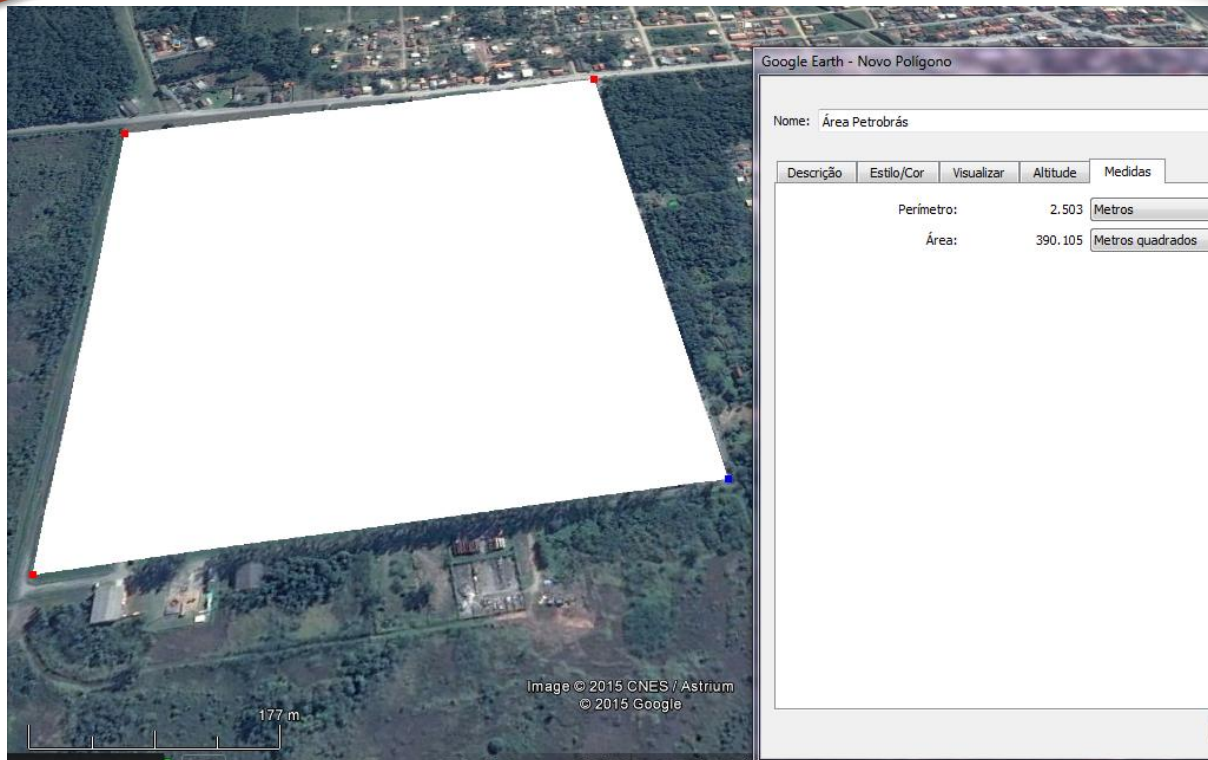 Google Earth - Novo Polígono
Nome: Área Petrobrás
Descrição Estilo/Cor Visualizar Altitude Medidas
Perímetro: 2.503 Metros
Área: 390.105 Metros quadrados
Image © 2015 CNES / Astrium
© 2015 Google
177 m